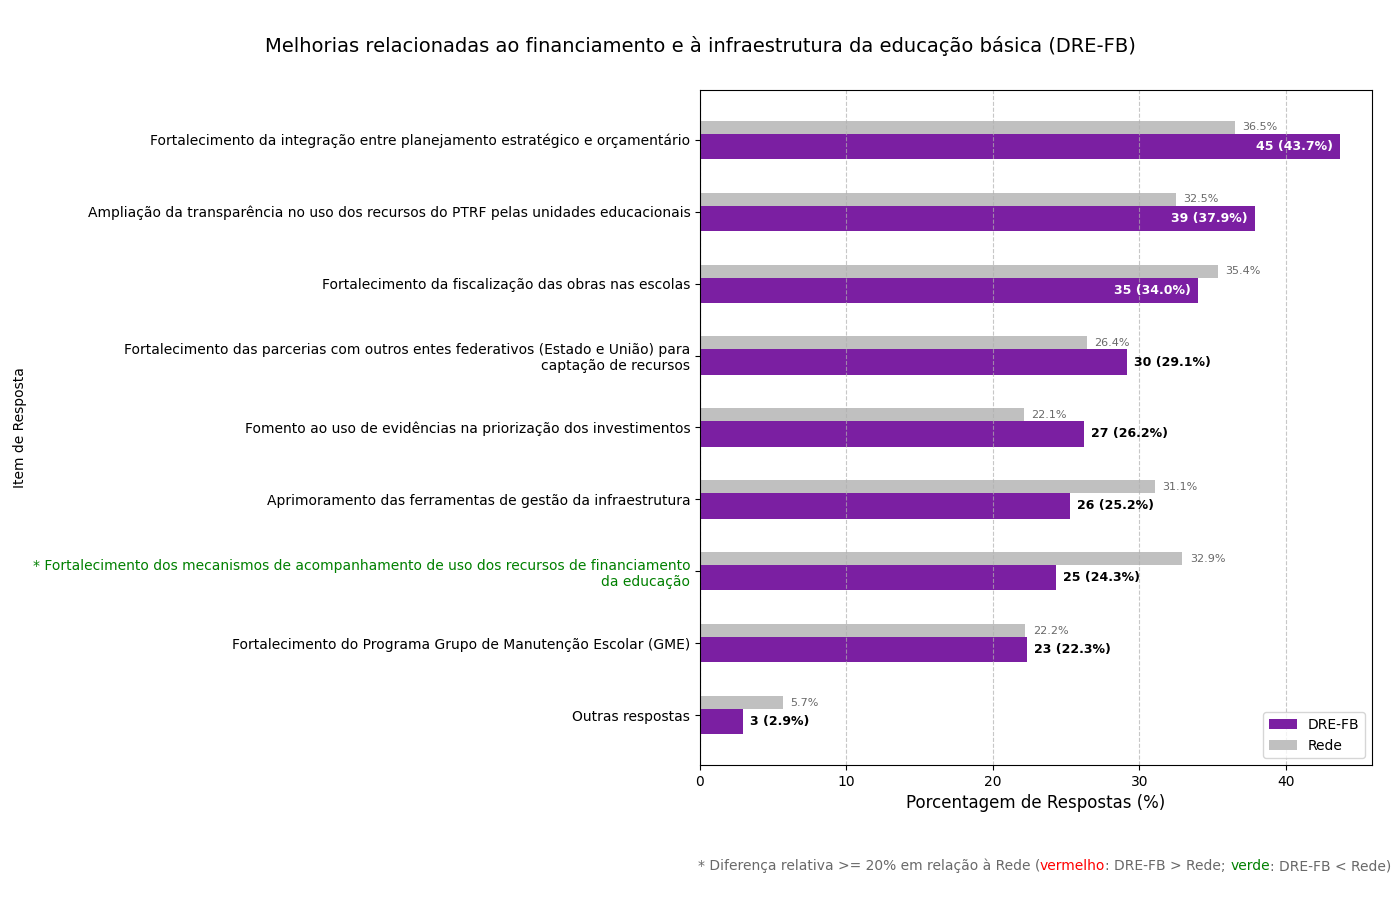 Melhorias relacionadas ao financiamento e à infraestrutura da educação básica (DRE-FB)
Item de Resposta
Fortalecimento da integração entre planejamento estratégico e orçamentário
36.5%
45 (43.7%)
Ampliação da transparência no uso dos recursos do PTRF pelas unidades educacionais
32.5%
39 (37.9%)
Fortalecimento da fiscalização das obras nas escolas
35.4%
35 (34.0%)
Fortalecimento das parcerias com outros entes federativos (Estado e União) para
captação de recursos
26.4%
30 (29.1%)
Fomento ao uso de evidências na priorização dos investimentos
22.1%
27 (26.2%)
Aprimoramento das ferramentas de gestão da infraestrutura
31.1%
26 (25.2%)
* Fortalecimento dos mecanismos de acompanhamento de uso dos recursos de financiamento
da educação
32.9%
25 (24.3%)
Fortalecimento do Programa Grupo de Manutenção Escolar (GME)
22.2%
23 (22.3%)
Outras respostas
5.7%
3 (2.9%)
DRE-FB
Rede
0 10 20 30 40
Porcentagem de Respostas (%)
* Diferença relativa >= 20% em relação à Rede (vermelho: DRE-FB > Rede; verde: DRE-FB < Rede)